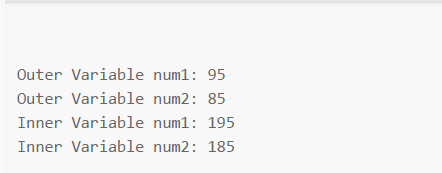 Outer Variable num1: 95
Outer Variable num2: 85
Inner Variable num1: 195
Inner Variable num2: 185